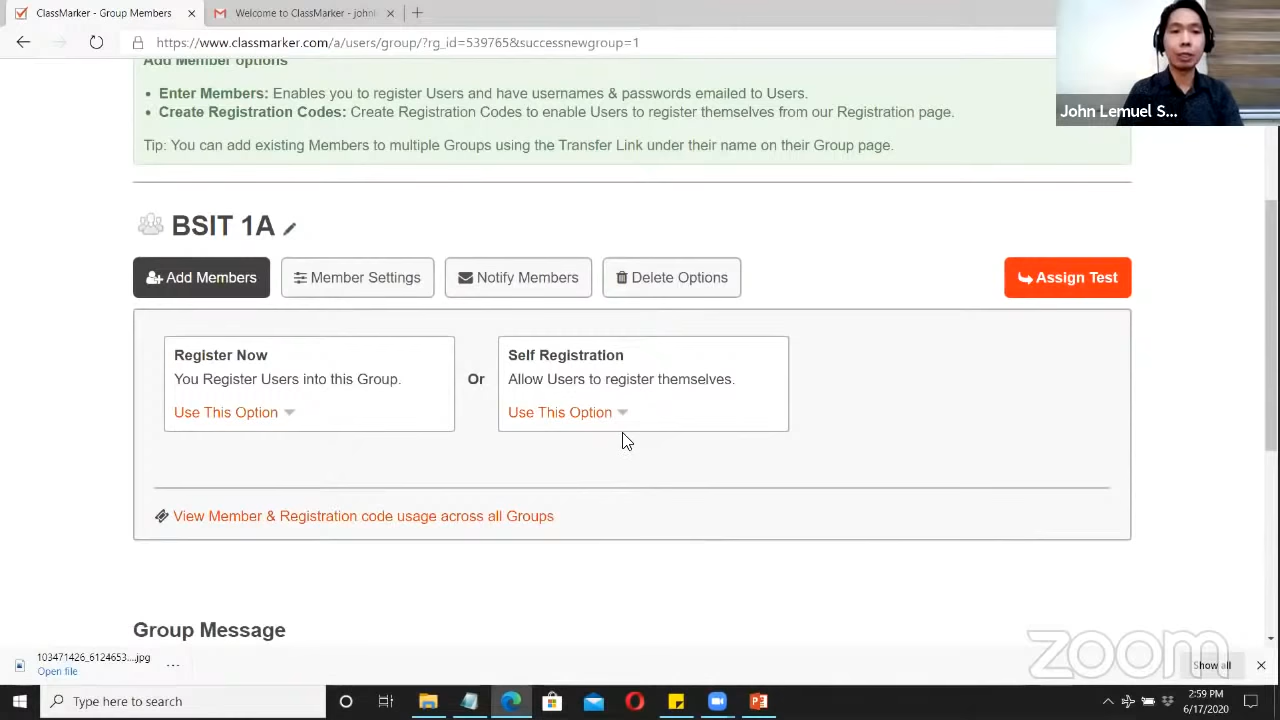 ClassMarker - Group Members
Welcome to ClassMarker - johnl
https://www.classmarker.com/a/users/group/?rg_id=539765&successnewgroup=1
John Lemuel S...
Add Member options
• Enter Members: Enables you to register Users and have usernames & passwords emailed to Users.
• Create Registration Codes: Create Registration Codes to enable Users to register themselves from our Registration page.
Tip: You can add existing Members to multiple Groups using the Transfer Link under their name on their Group page.
BSIT 1A
Add Members
Member Settings
Notify Members
Delete Options
Assign Test
Register Now
You Register Users into this Group.
Use This Option
Or
Self Registration
Allow Users to register themselves.
Use This Option
View Member & Registration code usage across all Groups
Group Message
zoom
103471426_6124653....jpg
Open file
Show all
Type here to search
2:59 PM
6/17/2020